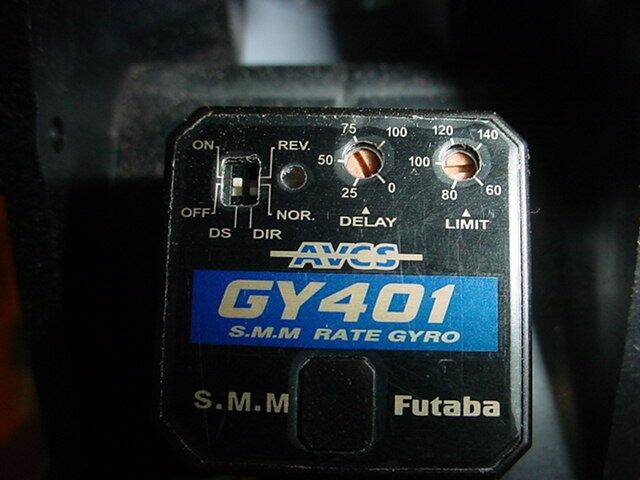 ON REV.
OFF NOR.
DS DIR
75 100
50
25 0
DELAY
120 140
100
80 60
LIMIT
AVCS
GY401
S.M.M RATE GYRO
S.M.M Futaba